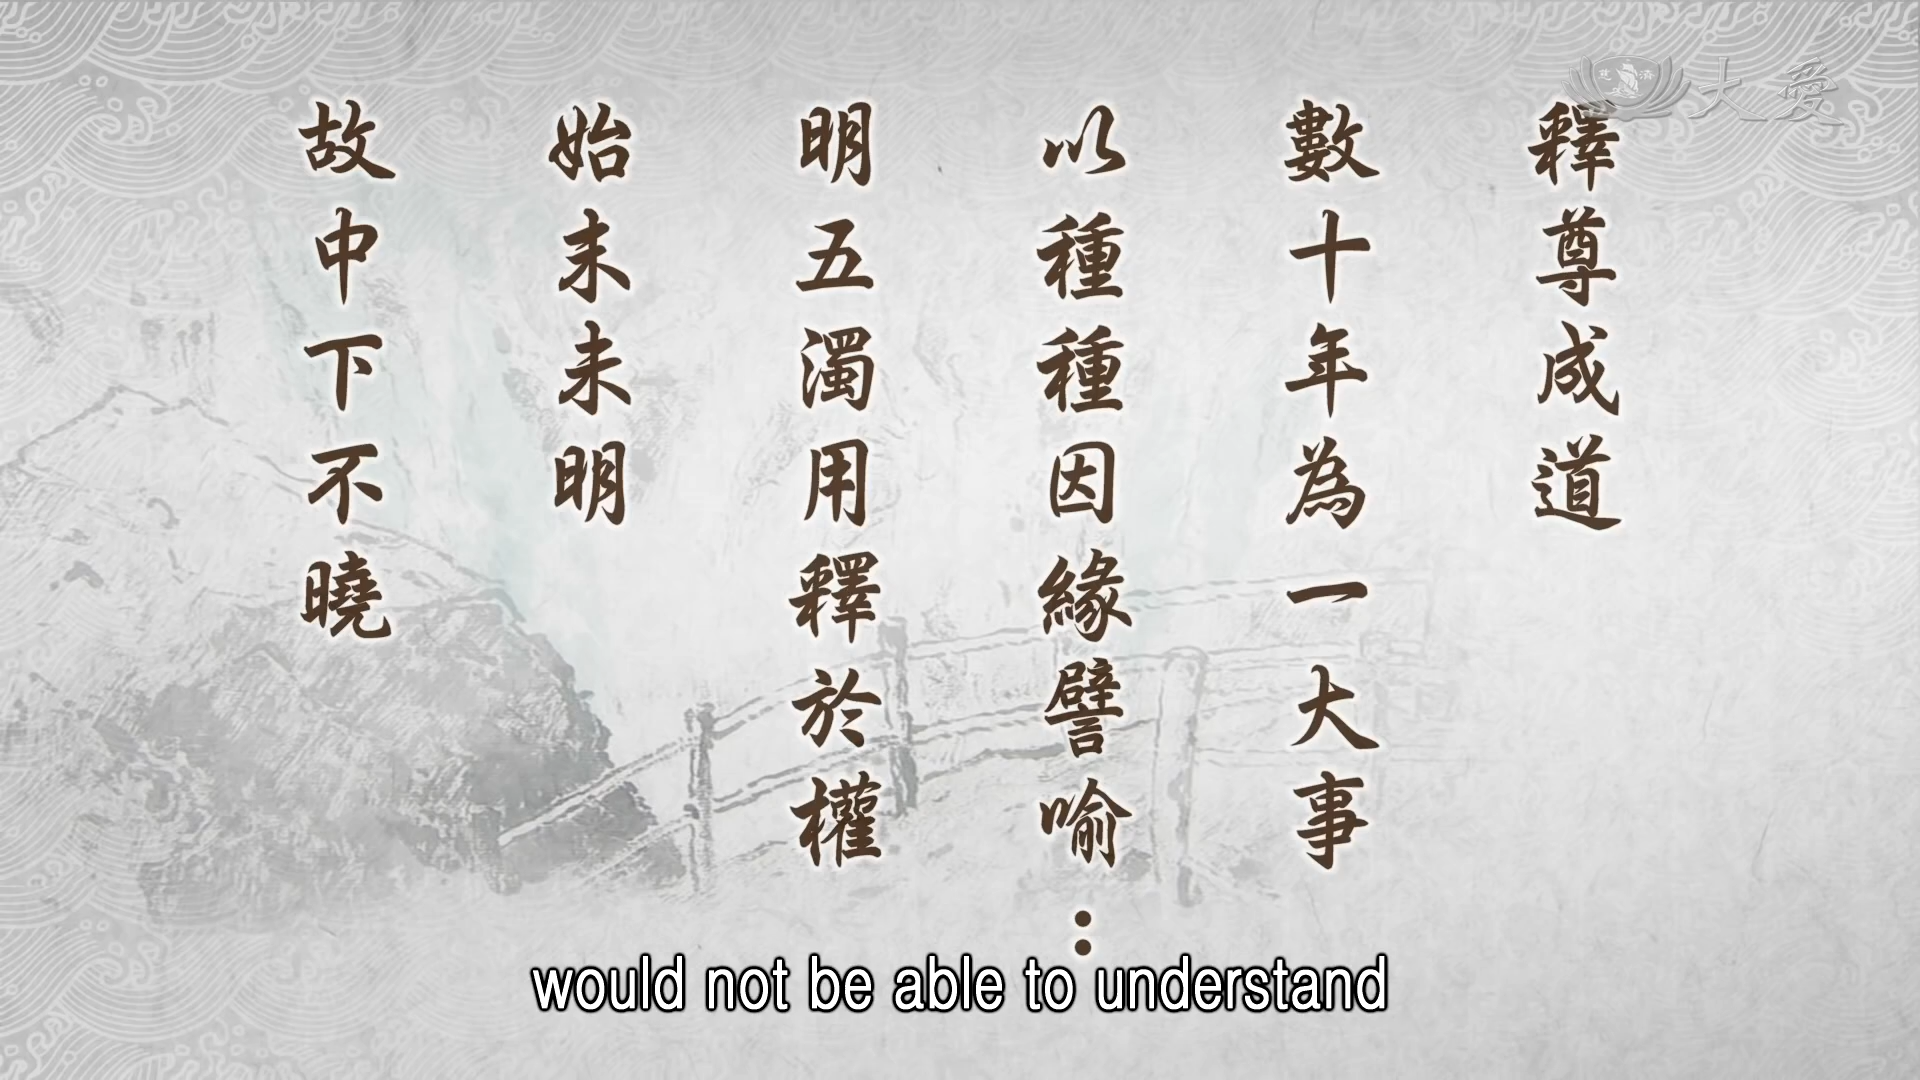 釋尊成道
數十年為一大事
以種種因緣譬喻：
明五濁用釋於權
始末未明
故中下不曉
would not be able to understand
慈濟
大愛